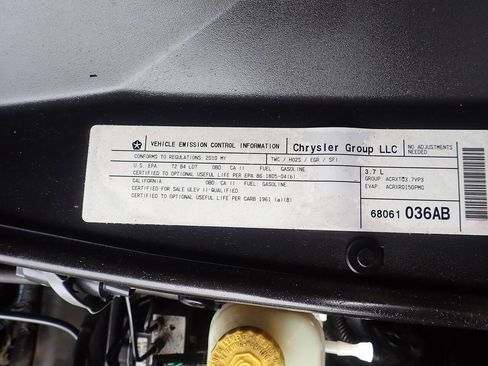 VEHICLE EMISSION CONTROL INFORMATION
Chrysler Group LLC
NO ADJUSTMENTS NEEDED
CONFORMS TO REGULATIONS: 2010 MY
TWC / HO2S / EGR / SFI
U.S. EPA: T2 B4 LDT OBD: CA II FUEL: GASOLINE
CERTIFIED TO OPTIONAL USEFUL LIFE PER EPA 86.1805-04(b)
CALIFORNIA: OBD: CA II FUEL: GASOLINE
CERTIFIED FOR SALE ULEV II-QUALIFIED
CERTIFIED TO OPTIONAL USEFUL LIFE PER CARB 1961 (a)(8)
3.7 L
GROUP: ACRXT03.7VP3
EVAP: ACRXR0150PMD
68061 036AB